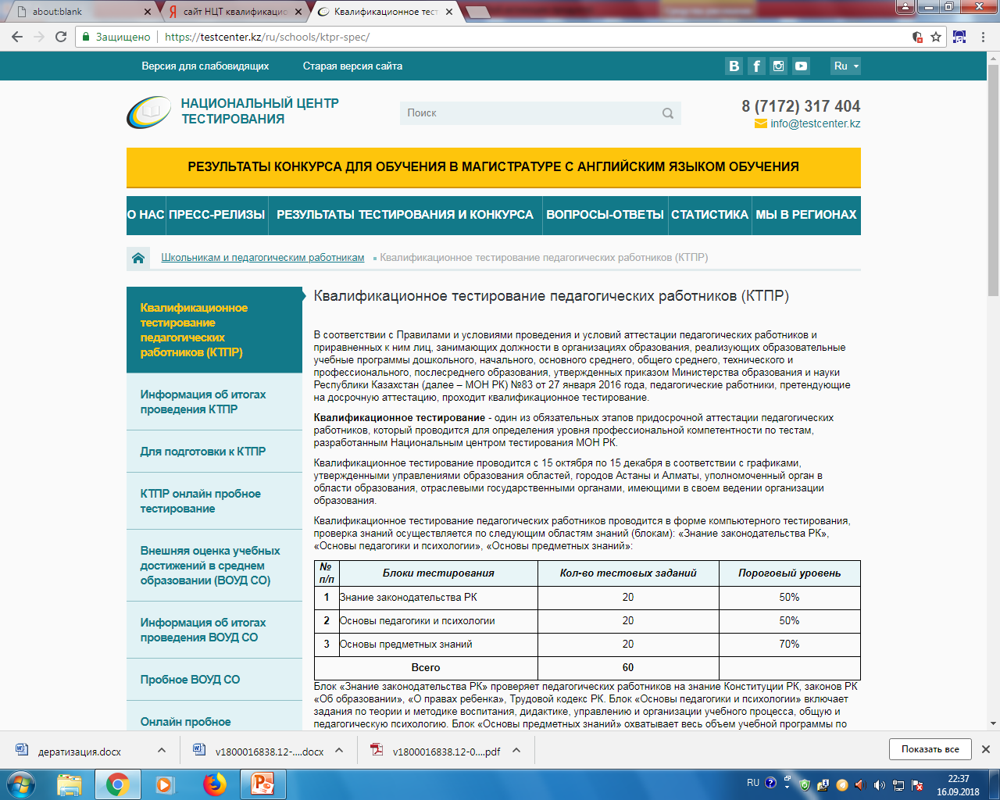 about:blank
сайт НЦТ квалификацио
Квалификационное тест
Защищено
https://testcenter.kz/ru/schools/ktpr-spec/
Версия для слабовидящих
Старая версия сайта
Ru
НАЦИОНАЛЬНЫЙ ЦЕНТР
ТЕСТИРОВАНИЯ
Поиск
8 (7172) 317 404
info@testcenter.kz
РЕЗУЛЬТАТЫ КОНКУРСА ДЛЯ ОБУЧЕНИЯ В МАГИСТРАТУРЕ С АНГЛИЙСКИМ ЯЗЫКОМ ОБУЧЕНИЯ
О НАС
ПРЕСС-РЕЛИЗЫ
РЕЗУЛЬТАТЫ ТЕСТИРОВАНИЯ И КОНКУРСА
ВОПРОСЫ-ОТВЕТЫ
СТАТИСТИКА
МЫ В РЕГИОНАХ
Школьникам и педагогическим работникам
Квалификационное тестирование педагогических работников (КТПР)
Квалификационное
тестирование
педагогических
работников (КТПР)
Информация об итогах
проведения КТПР
Для подготовки к КТПР
КТПР онлайн пробное
тестирование
Внешняя оценка учебных
достижений в среднем
образовании (ВОУД СО)
Информация об итогах
проведения ВОУД СО
Пробное ВОУД СО
Онлайн пробное
Квалификационное тестирование педагогических работников (КТПР)
В соответствии с Правилами и условиями проведения и условий аттестации педагогических работников и
приравненных к ним лиц, занимающих должности в организациях образования, реализующих образовательные
учебные программы дошкольного, начального, основного среднего, общего среднего, технического и
профессионального, послесреднего образования, утвержденных приказом Министерства образования и науки
Республики Казахстан (далее – МОН РК) №83 от 27 января 2016 года, педагогические работники, претендующие
на досрочную аттестацию, проходит квалификационное тестирование.
Квалификационное тестирование - один из обязательных этапов придосрочной аттестации педагогических
работников, который проводится для определения уровня профессиональной компетентности по тестам,
разработанным Национальным центром тестирования МОН РК.
Квалификационное тестирование проводится с 15 октября по 15 декабря в соответствии с графиками,
утвержденными управлениями образования областей, городов Астаны и Алматы, уполномоченный орган в
области образования, отраслевыми государственными органами, имеющими в своем ведении организации
образования.
Квалификационное тестирование педагогических работников проводится в форме компьютерного тестирования,
проверка знаний осуществляется по следующим областям знаний (блокам): «Знание законодательства РК»,
«Основы педагогики и психологии», «Основы предметных знаний»:
№ п/п Блоки тестирования Кол-во тестовых заданий Пороговый уровень
1 Знание законодательства РК 20 50%
2 Основы педагогики и психологии 20 50%
3 Основы предметных знаний 20 70%
Всего 60
Блок «Знание законодательства РК» проверяет педагогических работников на знание Конституции РК, законов РК
«Об образовании», «О правах ребенка», Трудовой кодекс РК. Блок «Основы педагогики и психологии» включает
задания по теории и методике воспитания, дидактике, управлению и организации учебного процесса, общую и
педагогическую психологию. Блок «Основы предметных знаний» охватывает весь объем учебной программы по
дератизация.docx
v1800016838.12-....docx
v1800016838.12-0....pdf
Показать все
RU
22:37
16.09.2018